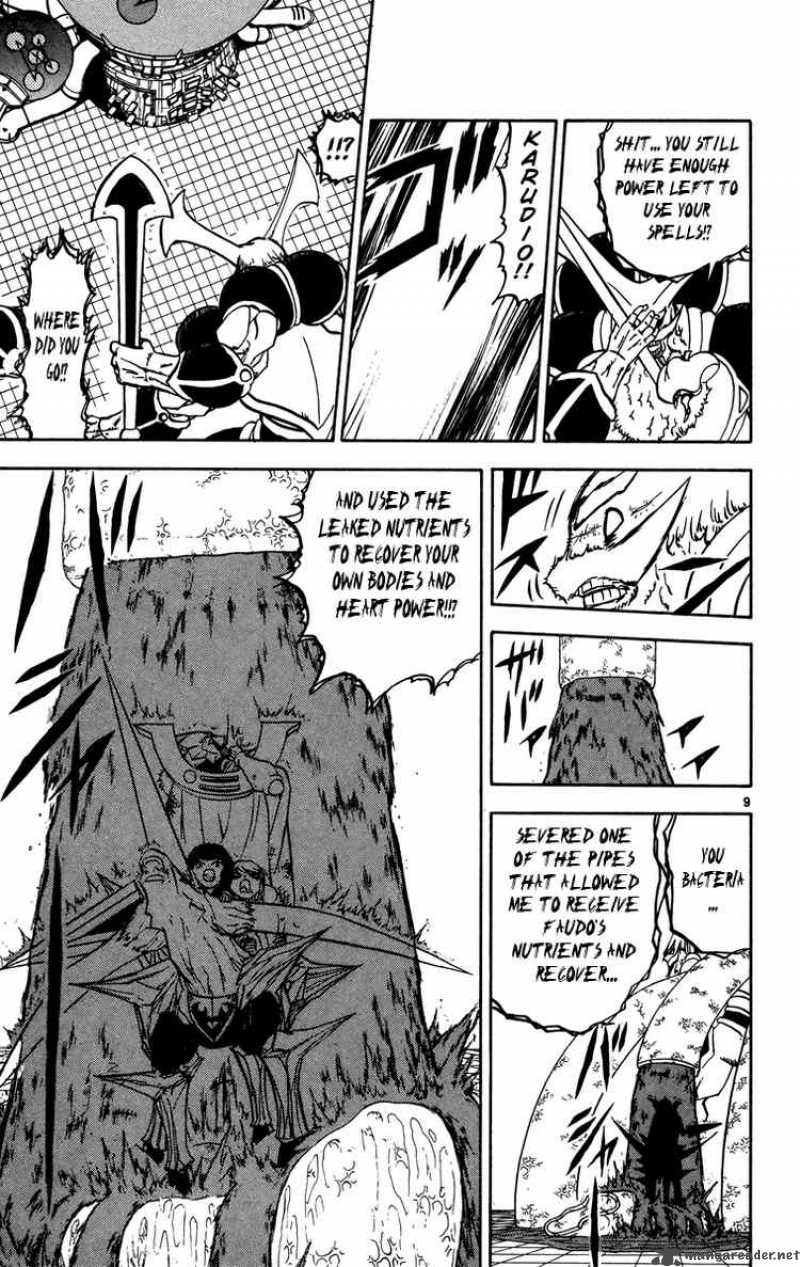 SHIT... YOU STILL
HAVE ENOUGH
POWER LEFT TO
USE YOUR
SPELLS!?
KARUDIO!!
!!?
WHERE
DID YOU
GO!?
AND USED THE
LEAKED NUTRIENTS
TO RECOVER YOUR
OWN BODIES AND
HEART POWER!!!?
9
YOU
BACTERIA
...
SEVERED ONE
OF THE PIPES
THAT ALLOWED
ME TO RECEIVE
FAUDO'S
NUTRIENTS AND
RECOVER...
mangareader.net